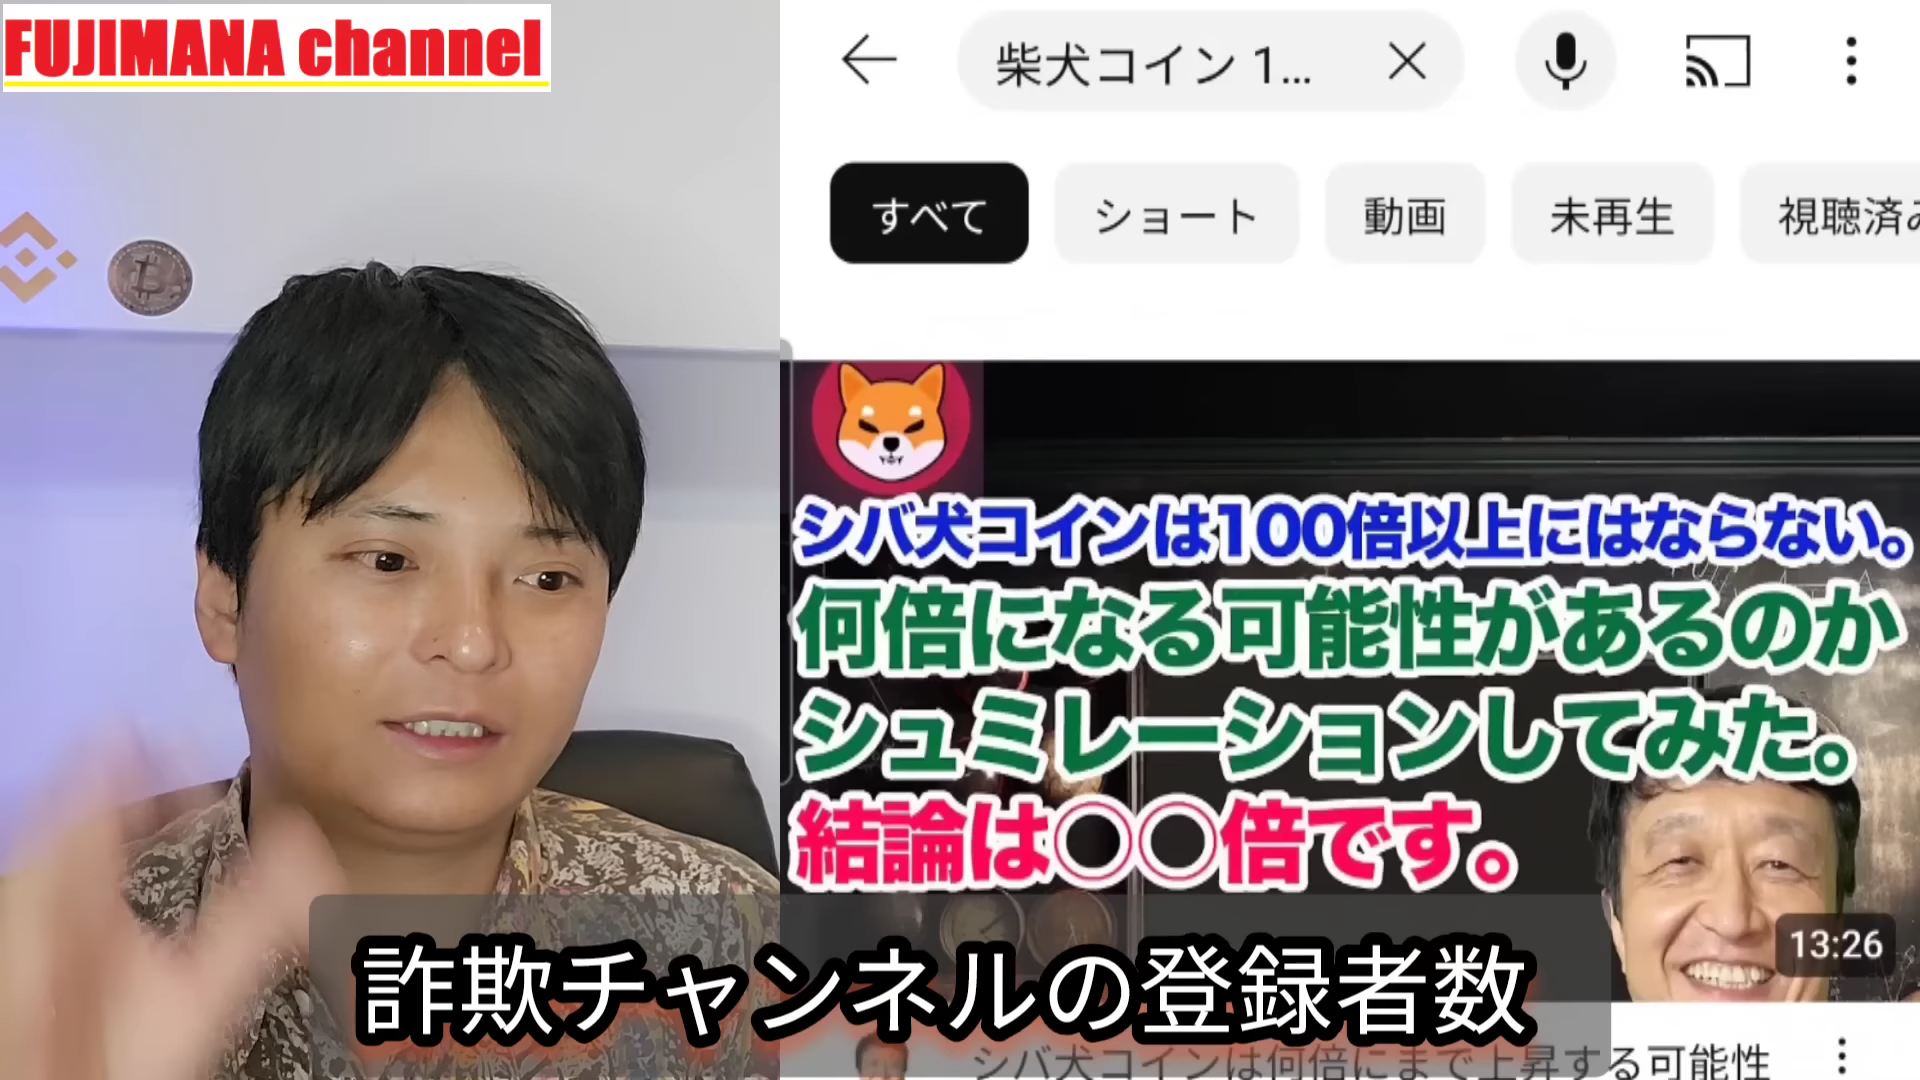 FUJIMANA channel
柴犬コイン 1...
すべて
ショート
動画
未再生
視聴済み
シバ犬コインは100倍以上にはならない。
何倍になる可能性があるのか
シュミレーションしてみた。
結論は○○倍です。
13:26
詐欺チャンネルの登録者数
シバ犬コインは何倍にまで上昇する可能性